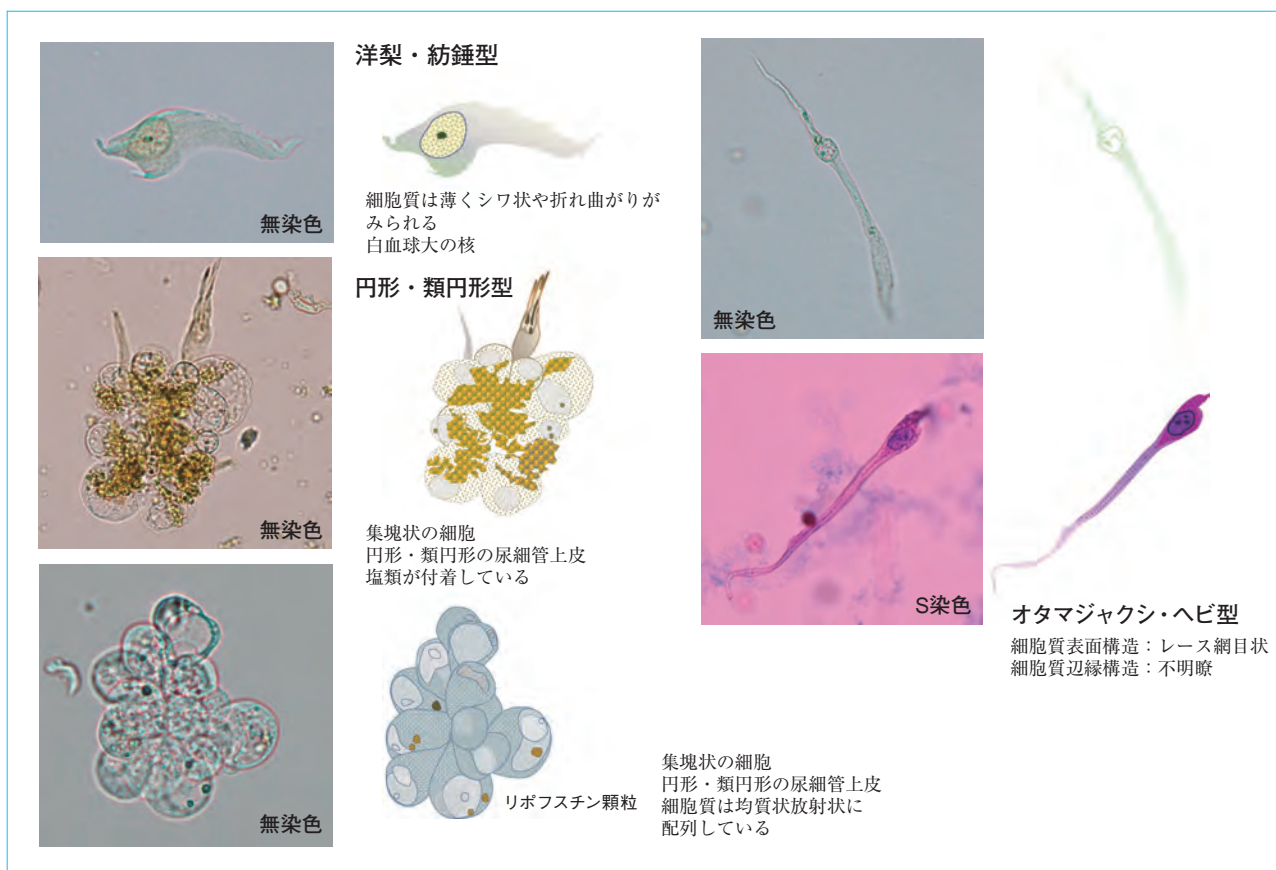 洋梨・紡錘型
無染色
細胞質は薄くシワ状や折れ曲がりが
みられる
白血球大の核
円形・類円形型
無染色
集塊状の細胞
円形・類円形の尿細管上皮
塩類が付着している
無染色
リポフスチン顆粒
集塊状の細胞
円形・類円形の尿細管上皮
細胞質は均質状放射状に
配列している
無染色
S染色
オタマジャクシ・ヘビ型
細胞質表面構造：レース網目状
細胞質辺縁構造：不明瞭